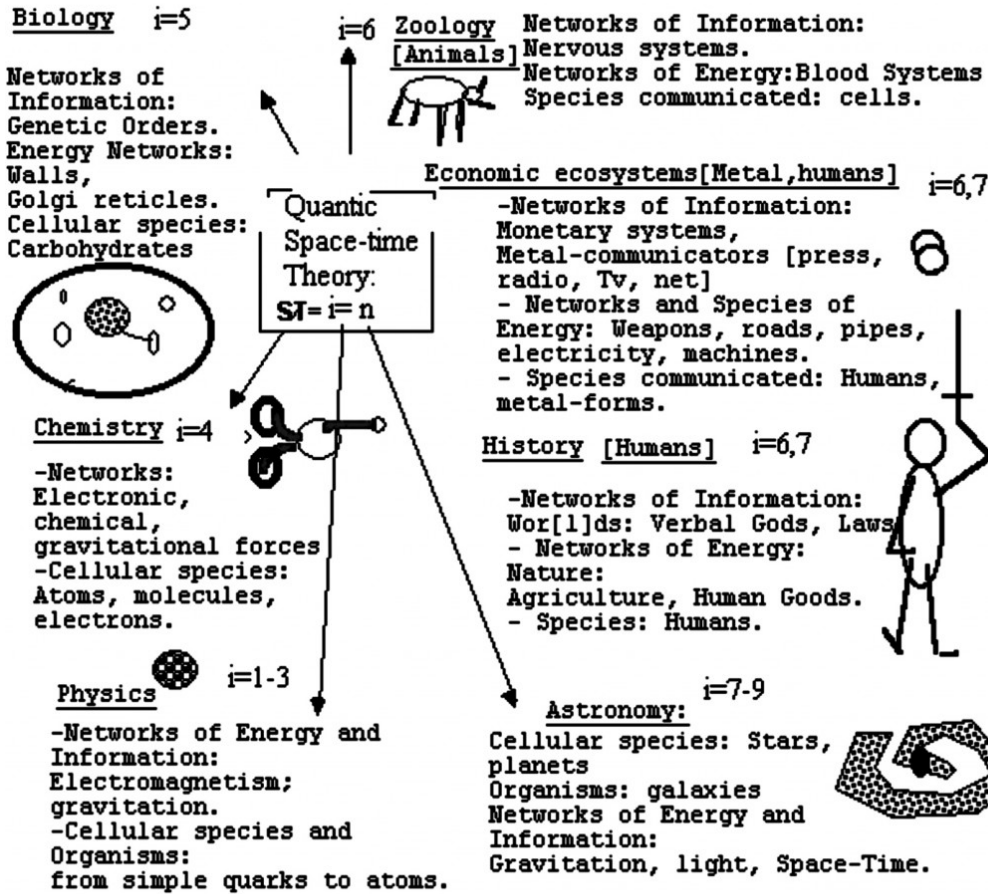 Biology i=5
Networks of
Information:
Genetic Orders.
Energy Networks:
Walls,
Golgi reticles.
Cellular species:
Carbohydrates
i=6 Zoology
[Animals]
Networks of Information:
Nervous systems.
Networks of Energy:Blood Systems
Species communicated: cells.
Quantic
Space-time
Theory:
ST= i= n
Economic ecosystems[Metal,humans] i=6,7
-Networks of Information:
Monetary systems,
Metal-communicators [press,
radio, Tv, net]
- Networks and Species of
Energy: Weapons, roads, pipes,
electricity, machines.
- Species communicated: Humans,
metal-forms.
Chemistry i=4
-Networks:
Electronic,
chemical,
gravitational forces
-Cellular species:
Atoms, molecules,
electrons.
History [Humans] i=6,7
-Networks of Information:
Wor[l]ds: Verbal Gods, Laws
- Networks of Energy:
Nature:
Agriculture, Human Goods.
- Species: Humans.
Physics i=1-3
-Networks of Energy and
Information:
Electromagnetism;
gravitation.
-Cellular species and
Organisms:
from simple quarks to atoms.
i=7-9
Astronomy:
Cellular species: Stars,
planets
Organisms: galaxies
Networks of Energy and
Information:
Gravitation, light, Space-Time.